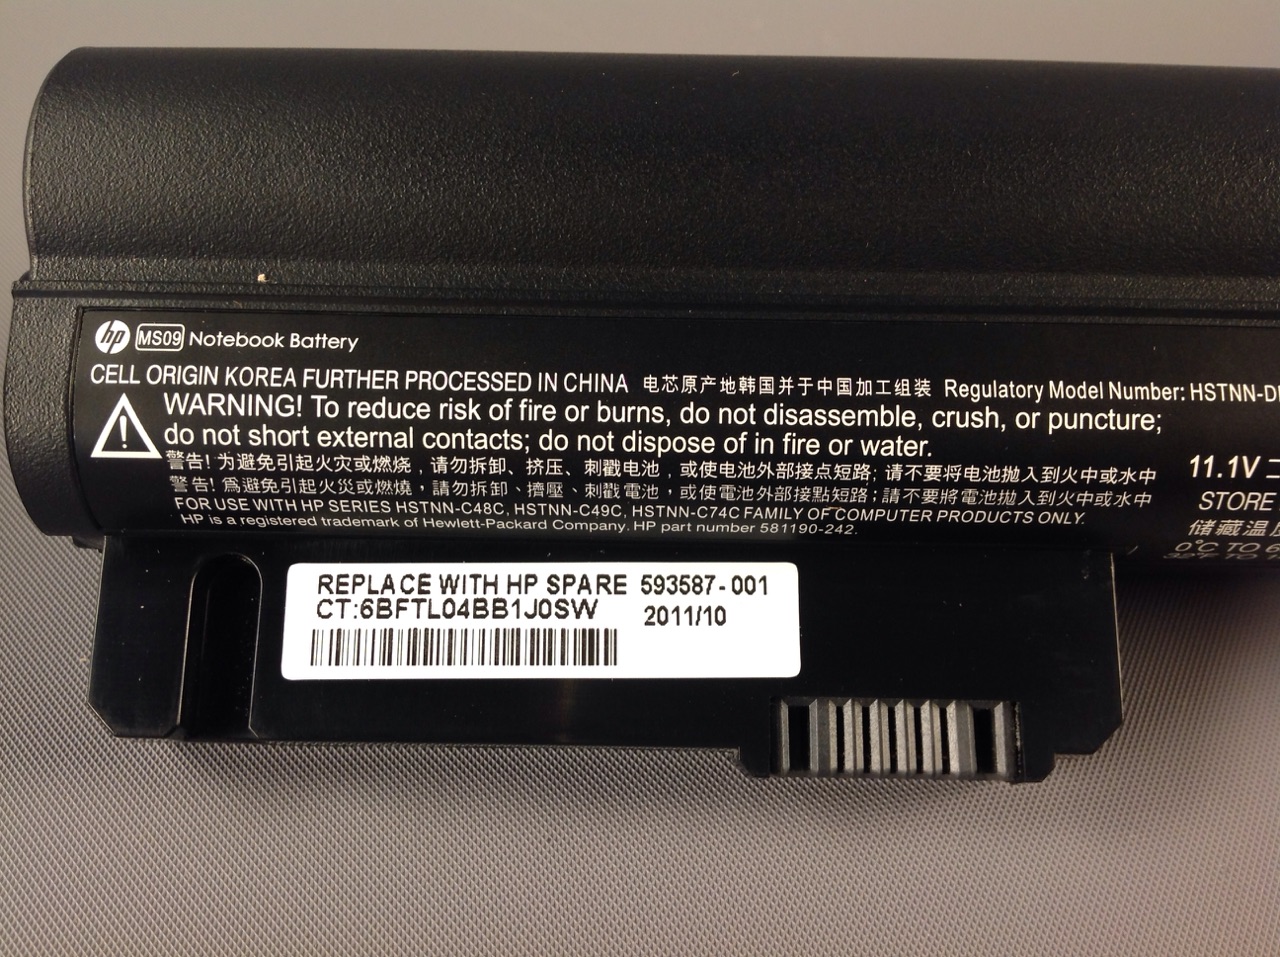 hp MS09 Notebook Battery
CELL ORIGIN KOREA FURTHER PROCESSED IN CHINA 电芯原产地韩国并于中国加工组装 Regulatory Model Number: HSTNN-D
WARNING! To reduce risk of fire or burns, do not disassemble, crush, or puncture;
do not short external contacts; do not dispose of in fire or water.
警告! 为避免引起火灾或燃烧，请勿拆卸、挤压、刺戳电池，或使电池外部接点短路; 请不要将电池抛入到火中或水中
警告! 為避免引起火災或燃燒，請勿拆卸、擠壓、刺戳電池，或使電池外部接點短路; 請不要將電池拋入到火中或水中
FOR USE WITH HP SERIES HSTNN-C48C, HSTNN-C49C, HSTNN-C74C FAMILY OF COMPUTER PRODUCTS ONLY.
HP is a registered trademark of Hewlett-Packard Company. HP part number 581190-242.
11.1V
STORE
储藏温
0°C TO 6
32°F TO
REPLACE WITH HP SPARE 593587-001
CT:6BFTL04BB1J0SW 2011/10